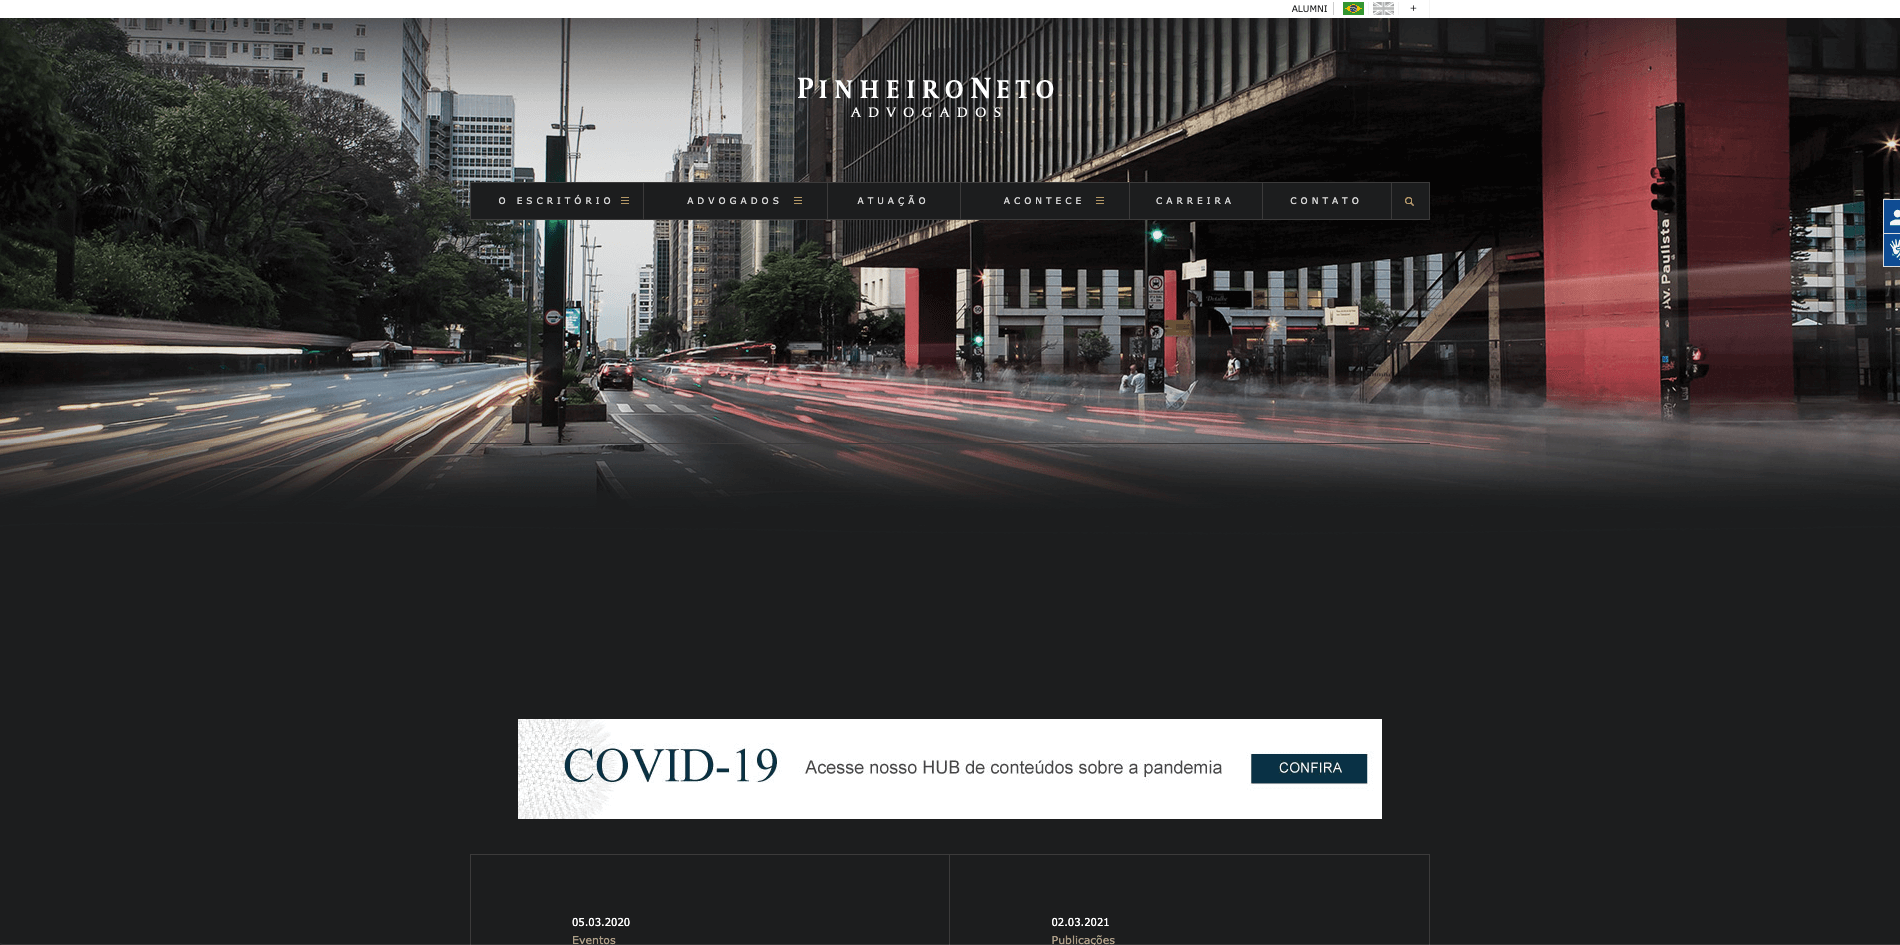 ALUMNI +
PINHEIRONETO
ADVOGADOS
O ESCRITÓRIO ADVOGADOS ATUAÇÃO ACONTECE CARREIRA CONTATO
Av Paulista
COVID-19 Acesse nosso HUB de conteúdos sobre a pandemia CONFIRA
05.03.2020 02.03.2021
Eventos Publicações